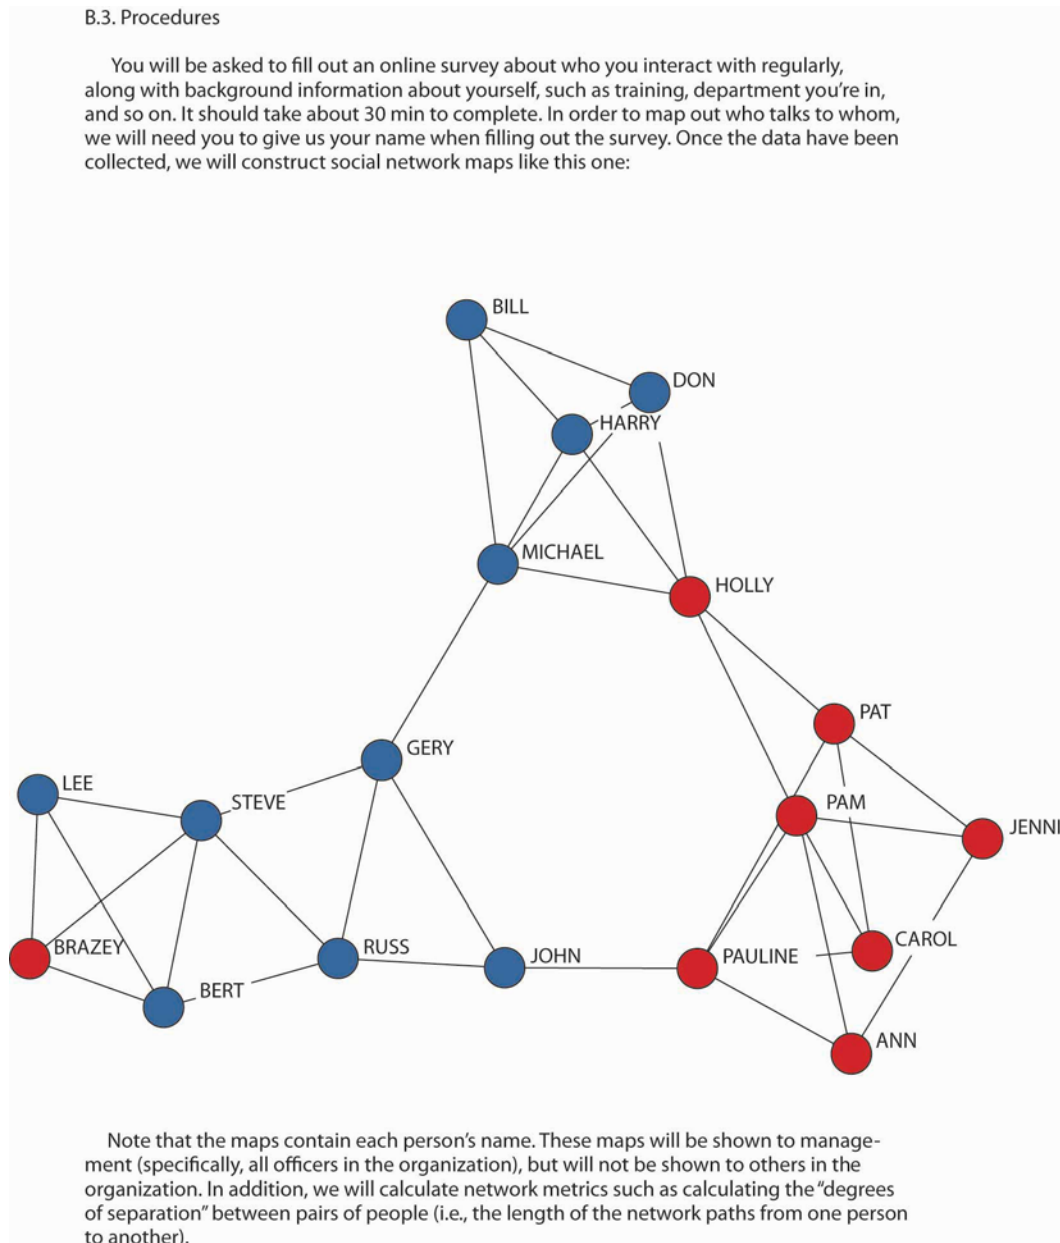 B.3. Procedures
You will be asked to fill out an online survey about who you interact with regularly,
along with background information about yourself, such as training, department you’re in,
and so on. It should take about 30 min to complete. In order to map out who talks to whom,
we will need you to give us your name when filling out the survey. Once the data have been
collected, we will construct social network maps like this one:
BILL
DON
HARRY
MICHAEL
HOLLY
PAT
GERY
LEE
STEVE
PAM
JENNI
BRAZEY
RUSS
JOHN
PAULINE
CAROL
BERT
ANN
Note that the maps contain each person’s name. These maps will be shown to manage-
ment (specifically, all officers in the organization), but will not be shown to others in the
organization. In addition, we will calculate network metrics such as calculating the “degrees
of separation” between pairs of people (i.e., the length of the network paths from one person
to another).